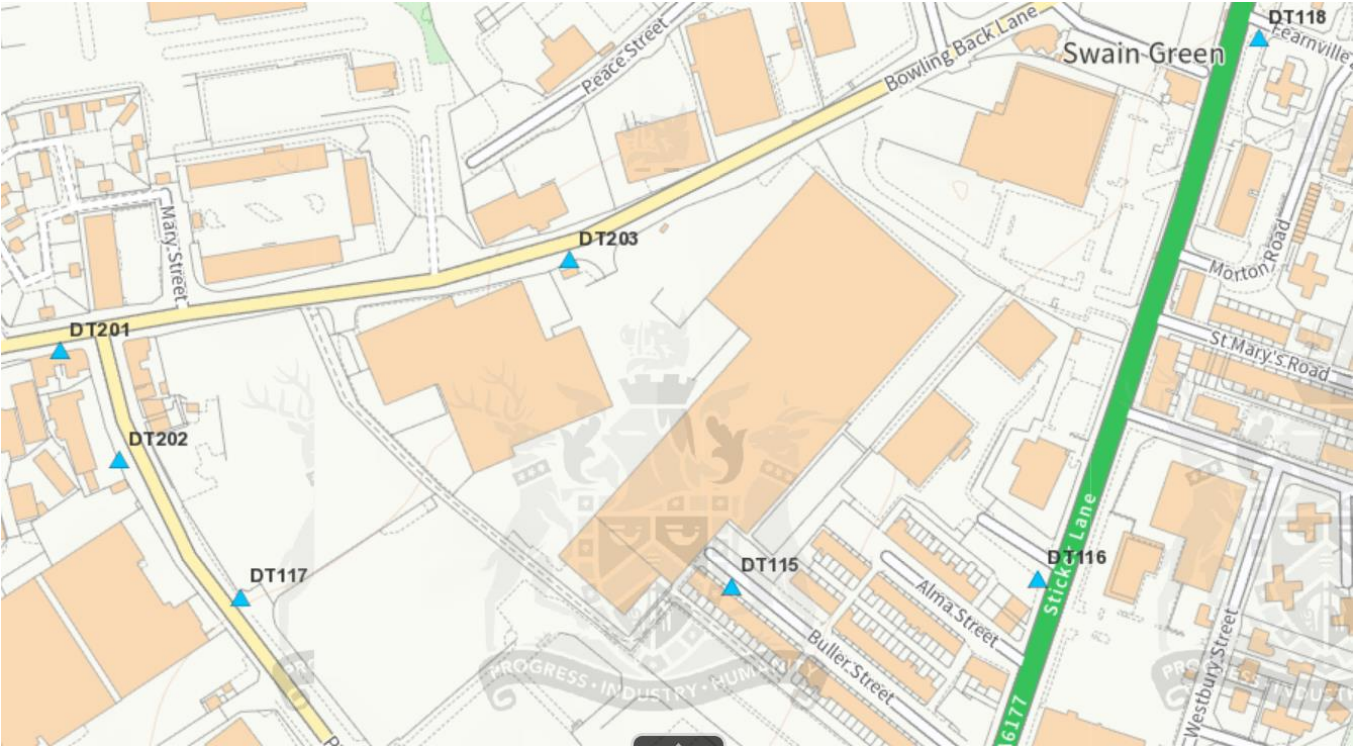 DT118
Fearnville
Swain Green
Peace Street
Bowling Back Lane
Mary Street
DT203
Morton Road
DT201
St Mary's Road
DT202
DT117
DT115
DT116
Sticker Lane
Alma Street
Buller Street
Westbury Street
PROGRESS · INDUSTRY · HUMANITY
6177